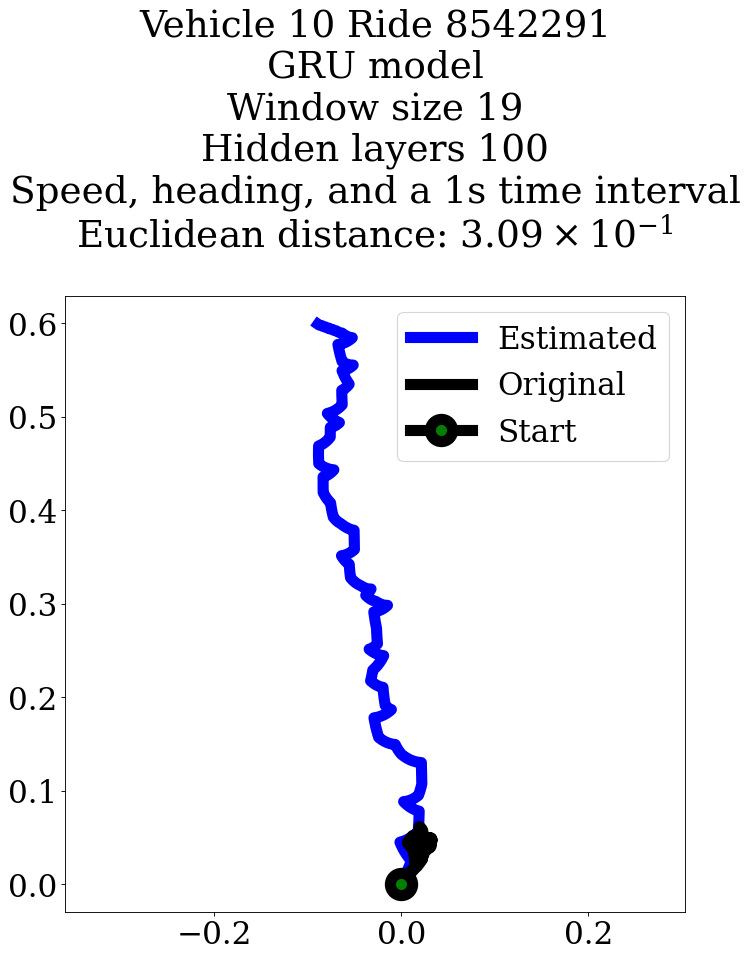 Vehicle 10 Ride 8542291
GRU model
Window size 19
Hidden layers 100
Speed, heading, and a 1s time interval
Euclidean distance: 3.09 × 10⁻¹
0.6
Estimated
Original
Start
0.5
0.4
0.3
0.2
0.1
0.0
−0.2
0.0
0.2